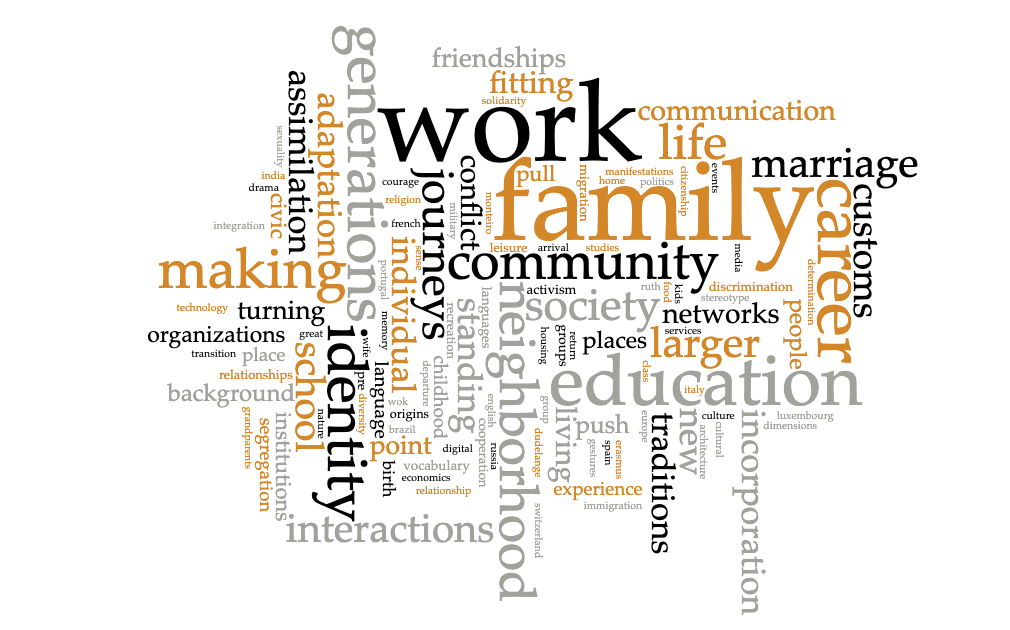 generations
friendships
fitting
solidarity
work
communication
life
marriage
assimilation
adaptation
sexuality
india
drama
civic
integration
courage
religion
french
journeys
conflict
military
monteiro
pull
migration
manifestations
home
politics
citizenship
events
family
career
customs
making
individual
sense
portugal
leisure
arrival
studies
community
media
determination
technology
turning
organizations
great
transition
place
relationships
background
school
identity
wife
memory
pre
diversity
language
recreation
languages
standing
neighborhood
activism
society
ruth
food
kids
discrimination
stereotype
networks
services
people
housing
groups
return
places
larger
class
education
italy
departure
childhood
wok
origins
brazil
grandparents
segregation
institutions
nature
point
digital
vocabulary
economics
relationship
birth
english
cooperation
russia
group
dudelange
living
push
gestures
spain
erasmus
europe
traditions
new
culture
architecture
cultural
incorporation
luxembourg
dimensions
experience
immigration
switzerland
interactions